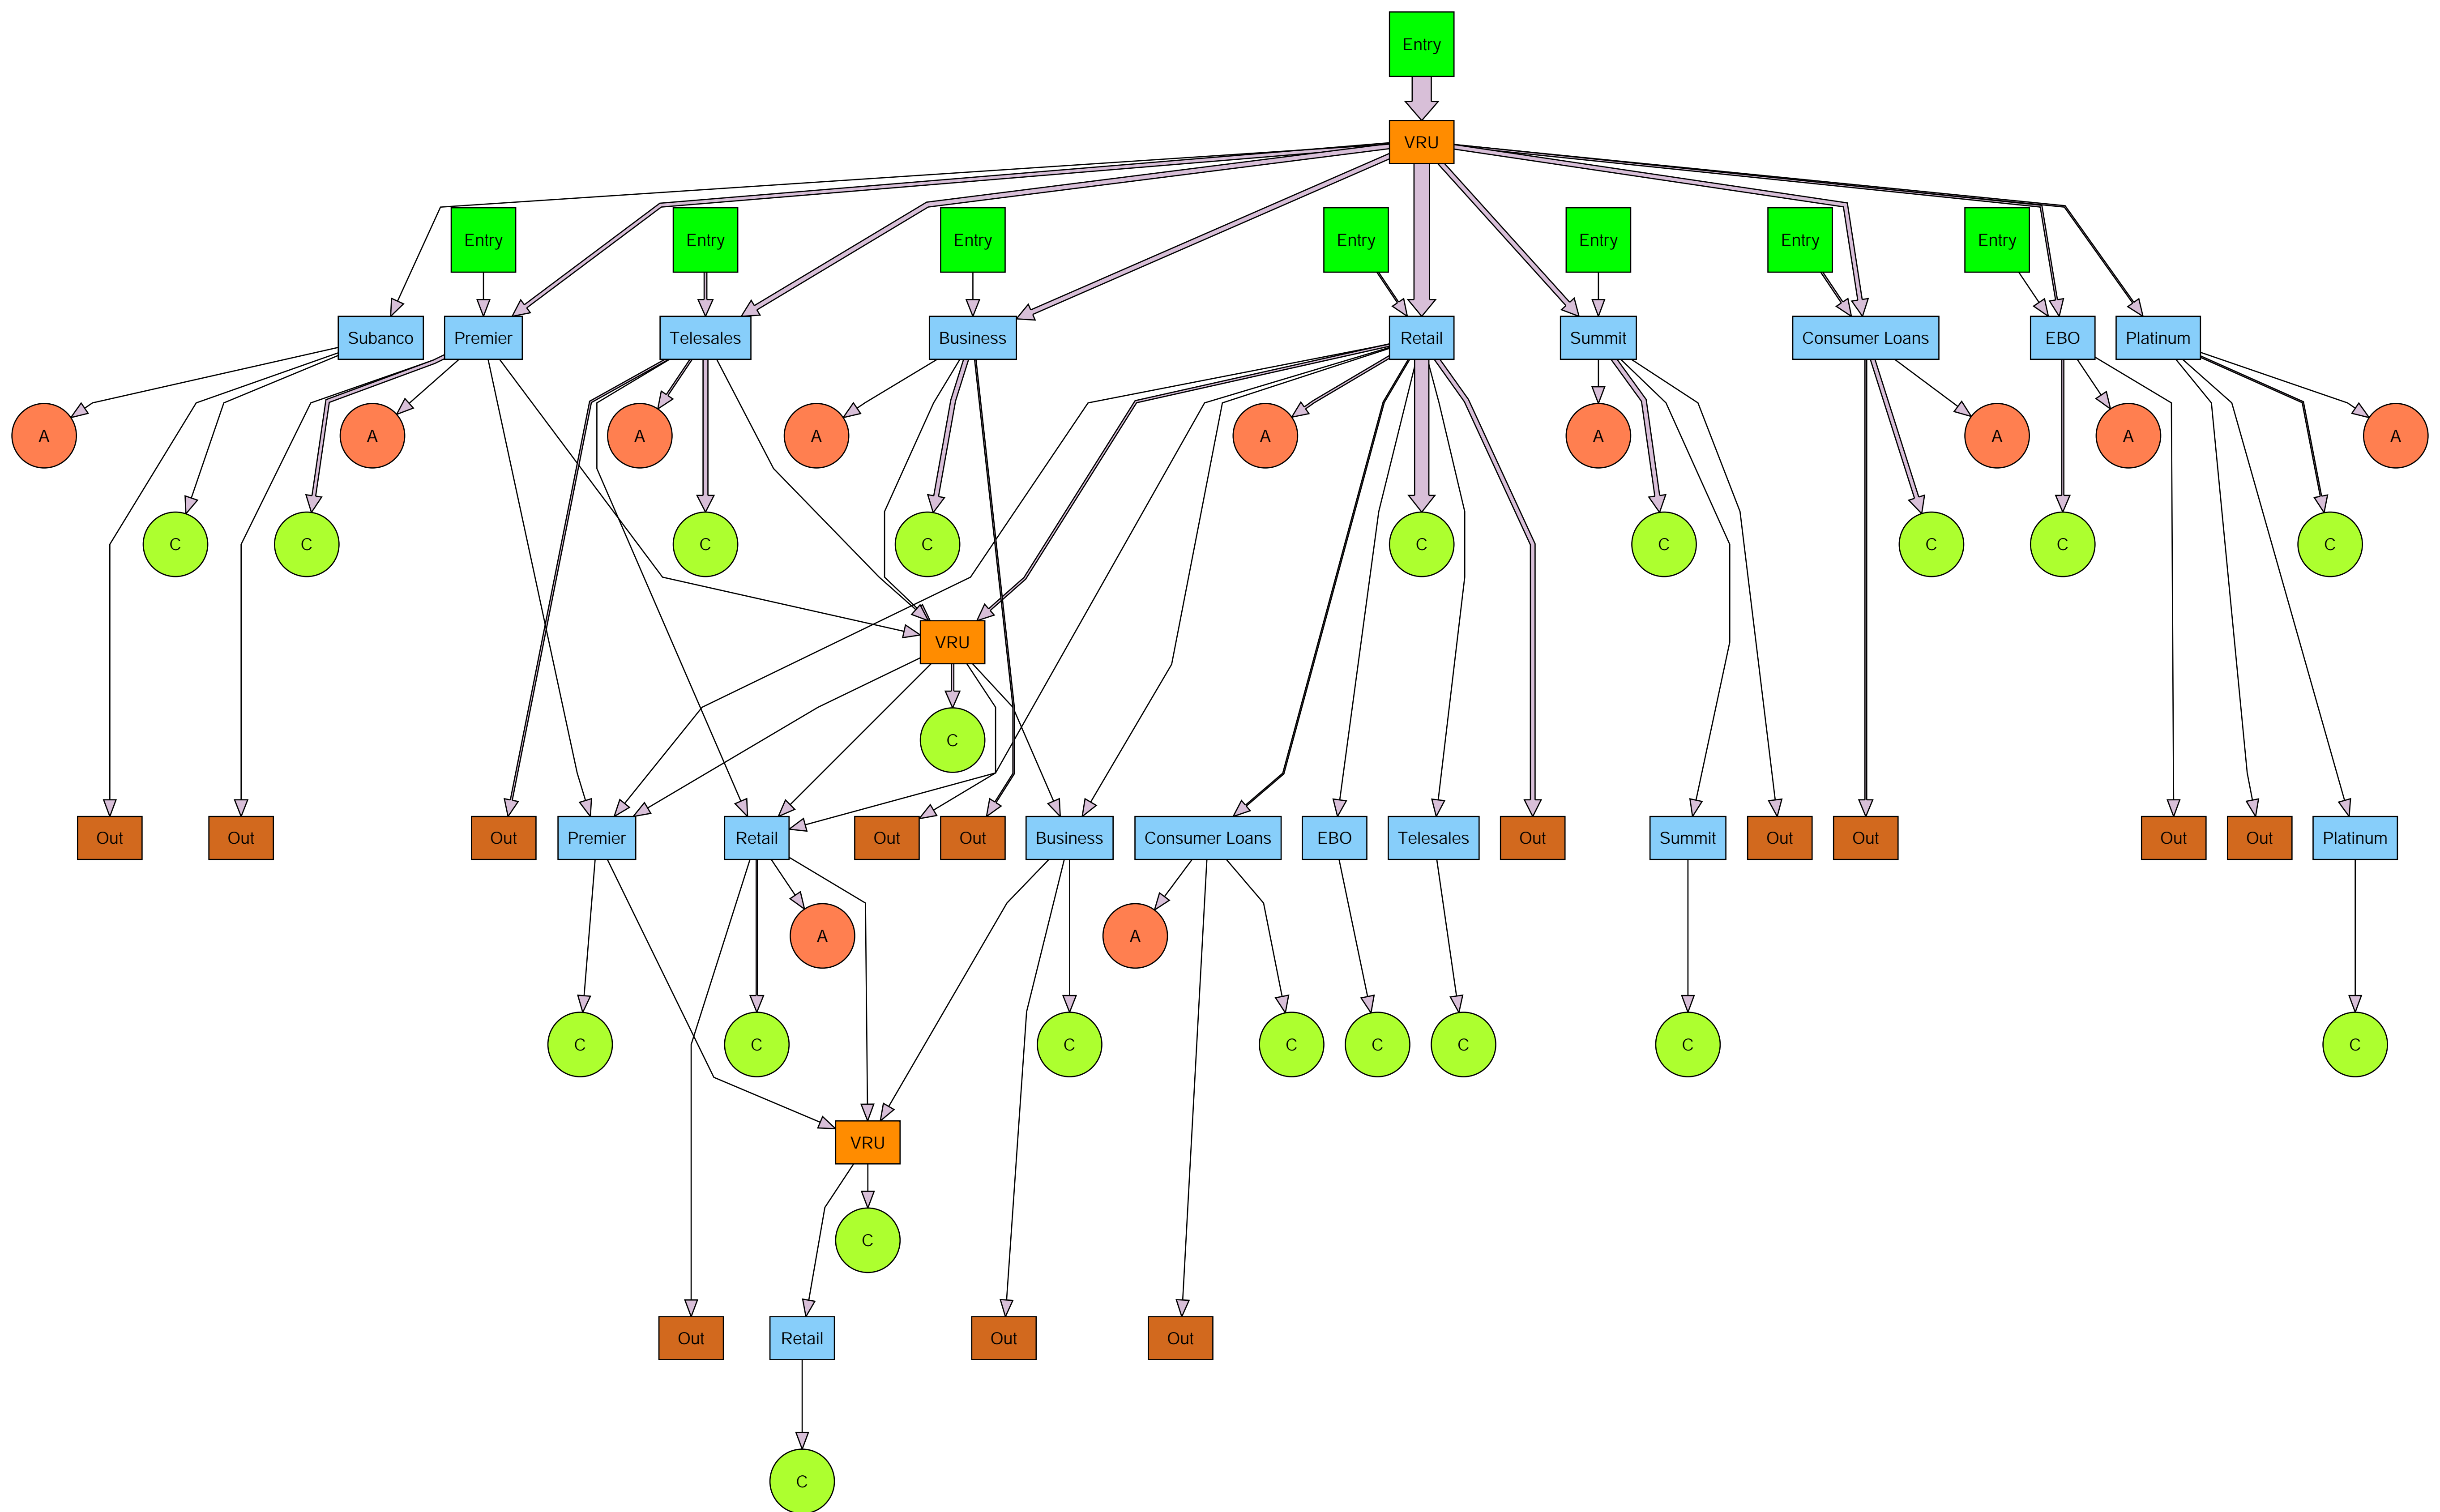 Entry
VRU
Entry
Entry
Entry
Entry
Entry
Entry
Entry
Subanco
Premier
Telesales
Business
Retail
Summit
Consumer Loans
EBO
Platinum
A
A
A
A
A
A
A
A
A
C
C
C
C
C
C
C
C
C
VRU
C
Out
Out
Out
Premier
Retail
Out
Out
Business
Consumer Loans
EBO
Telesales
Out
Summit
Out
Out
Out
Out
Platinum
A
A
C
C
C
C
C
C
C
C
VRU
C
Out
Retail
Out
Out
C